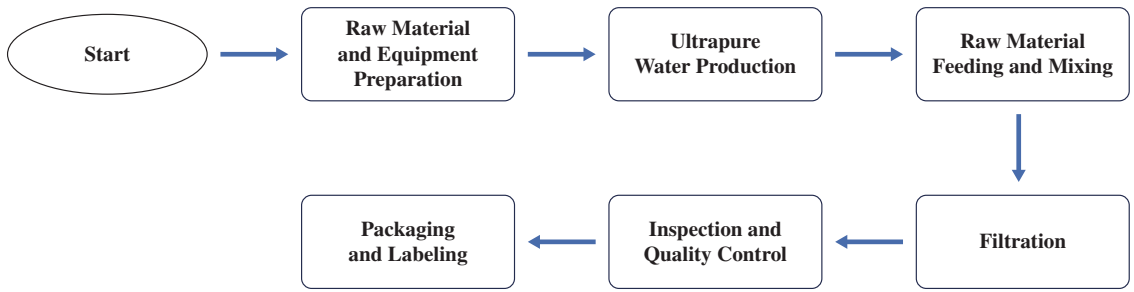 Start
Raw Material
and Equipment
Preparation
Ultrapure
Water Production
Raw Material
Feeding and Mixing
Filtration
Inspection and
Quality Control
Packaging
and Labeling